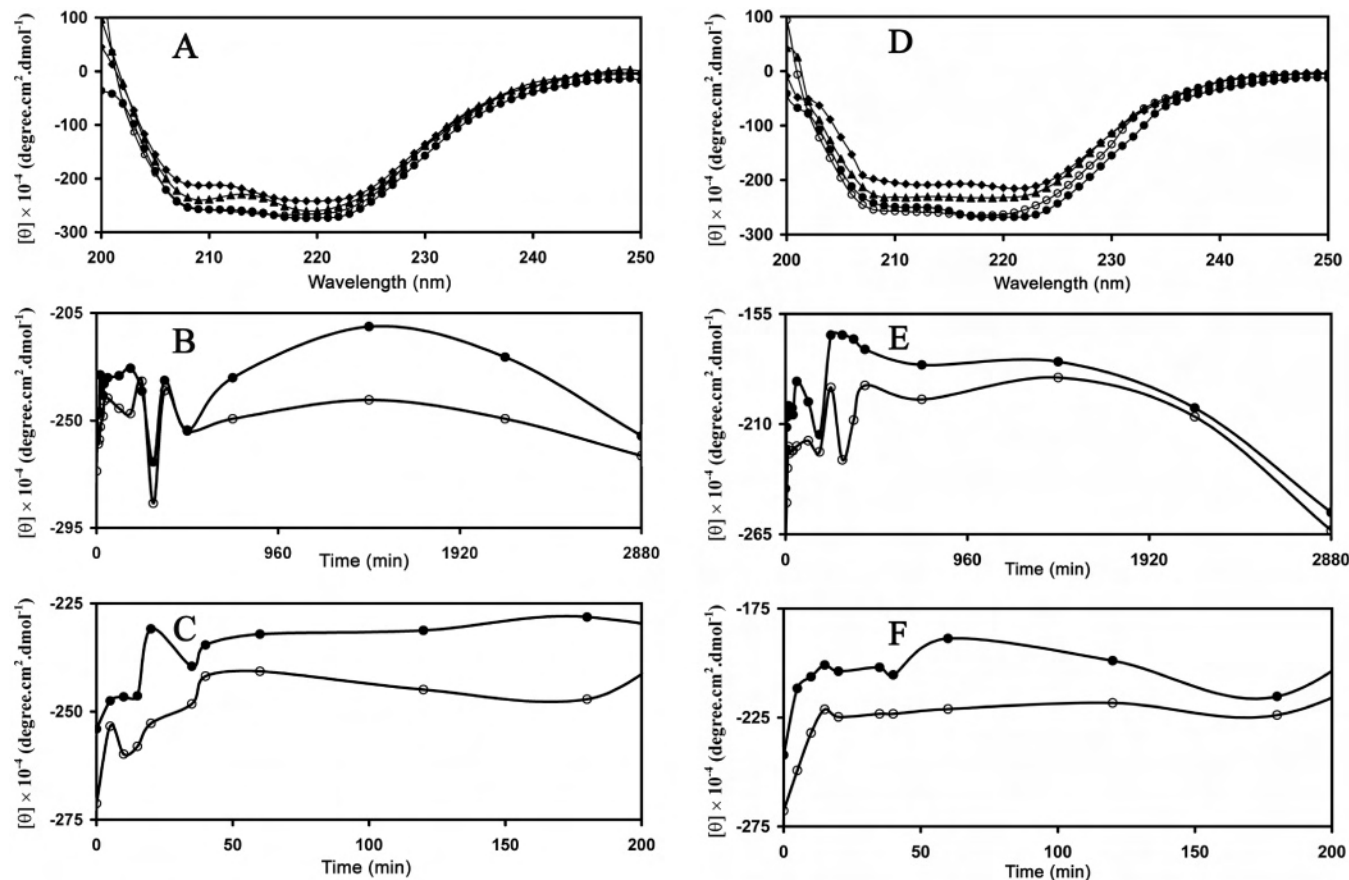 A
[θ] × 10⁻⁴ (degree.cm².dmol⁻¹)
100
0
-100
-200
-300
200
210
220
230
240
250
Wavelength (nm)
D
[θ] × 10⁻⁴ (degree.cm².dmol⁻¹)
100
0
-100
-200
-300
200
210
220
230
240
250
Wavelength (nm)
B
[θ] × 10⁻⁴ (degree.cm².dmol⁻¹)
-205
-250
-295
0
960
1920
2880
Time (min)
E
[θ] × 10⁻⁴ (degree.cm².dmol⁻¹)
-155
-210
-265
0
960
1920
2880
Time (min)
C
[θ] × 10⁻⁴ (degree.cm².dmol⁻¹)
-225
-250
-275
0
50
100
150
200
Time (min)
F
[θ] × 10⁻⁴ (degree.cm².dmol⁻¹)
-175
-225
-275
0
50
100
150
200
Time (min)